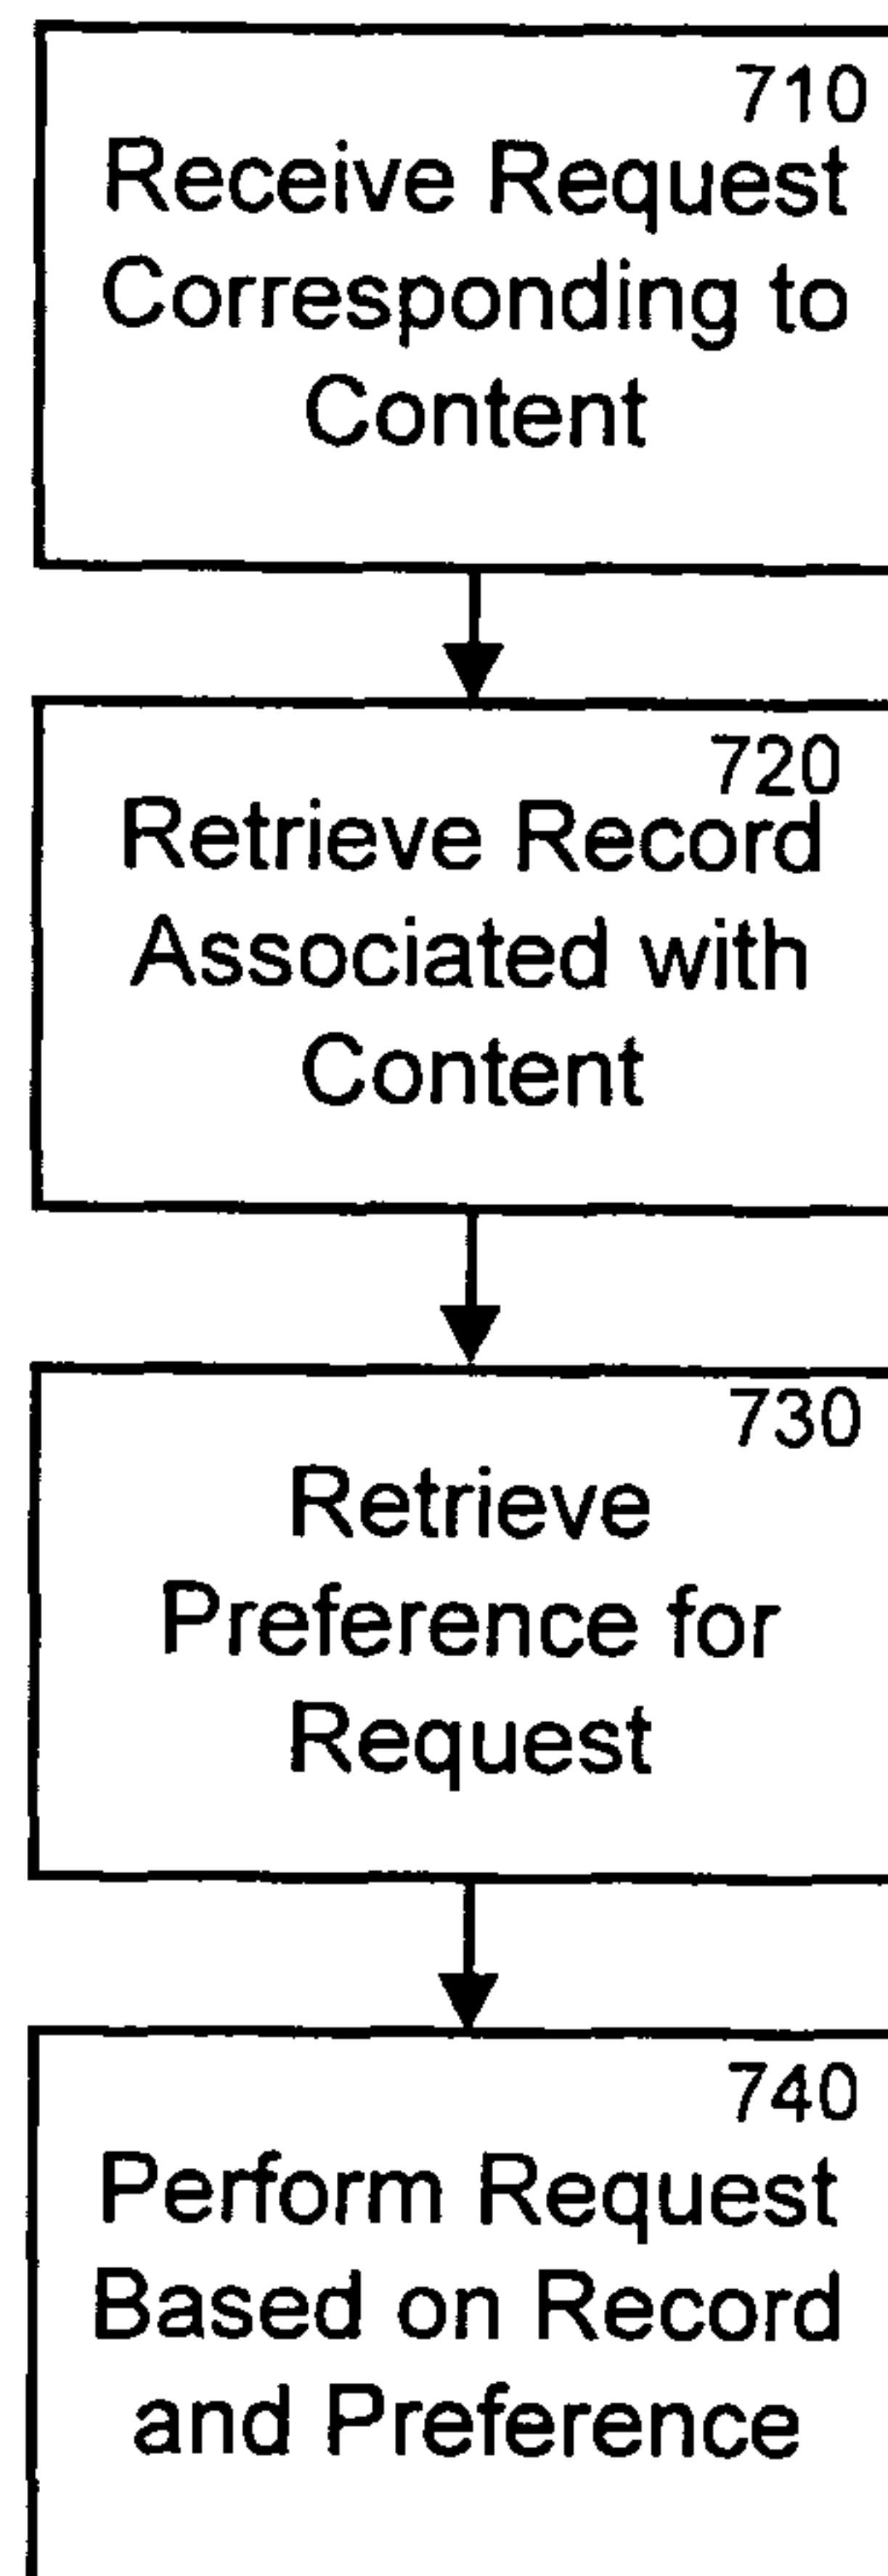 710
Receive Request
Corresponding to
Content
720
Retrieve Record
Associated with
Content
730
Retrieve
Preference for
Request
740
Perform Request
Based on Record
and Preference